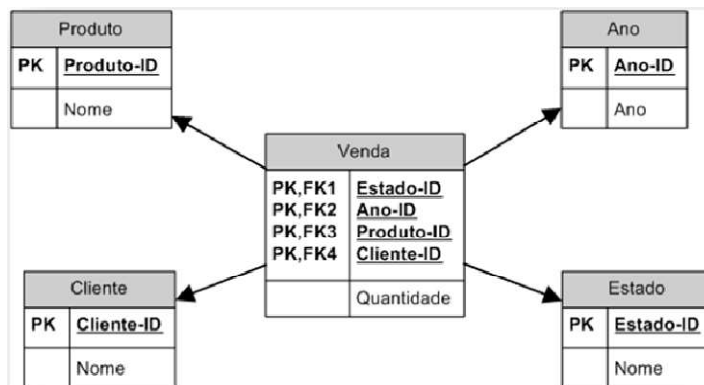 Produto
PK Produto-ID
Nome
Ano
PK Ano-ID
Ano
Venda
PK,FK1 Estado-ID
PK,FK2 Ano-ID
PK,FK3 Produto-ID
PK,FK4 Cliente-ID
Quantidade
Cliente
PK Cliente-ID
Nome
Estado
PK Estado-ID
Nome